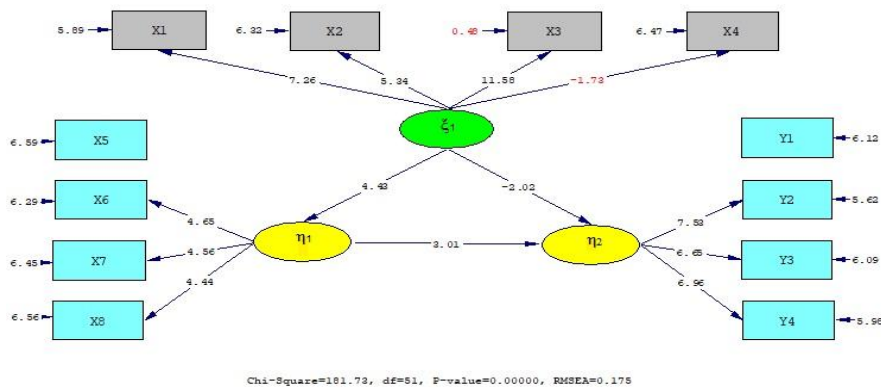 5.89 X1 6.32 X2 0.48 X3 6.47 X4
7.26 5.34 11.58 -1.73
ξ1
6.59 X5 Y1 6.12
6.29 X6 4.43 -2.02 Y2 5.62
4.65 7.53
η1 3.01 η2
6.45 X7 4.56 6.65 Y3 6.09
4.44 6.96
6.56 X8 Y4 5.96
Chi-Square=181.73, df=51, P-value=0.00000, RMSEA=0.175